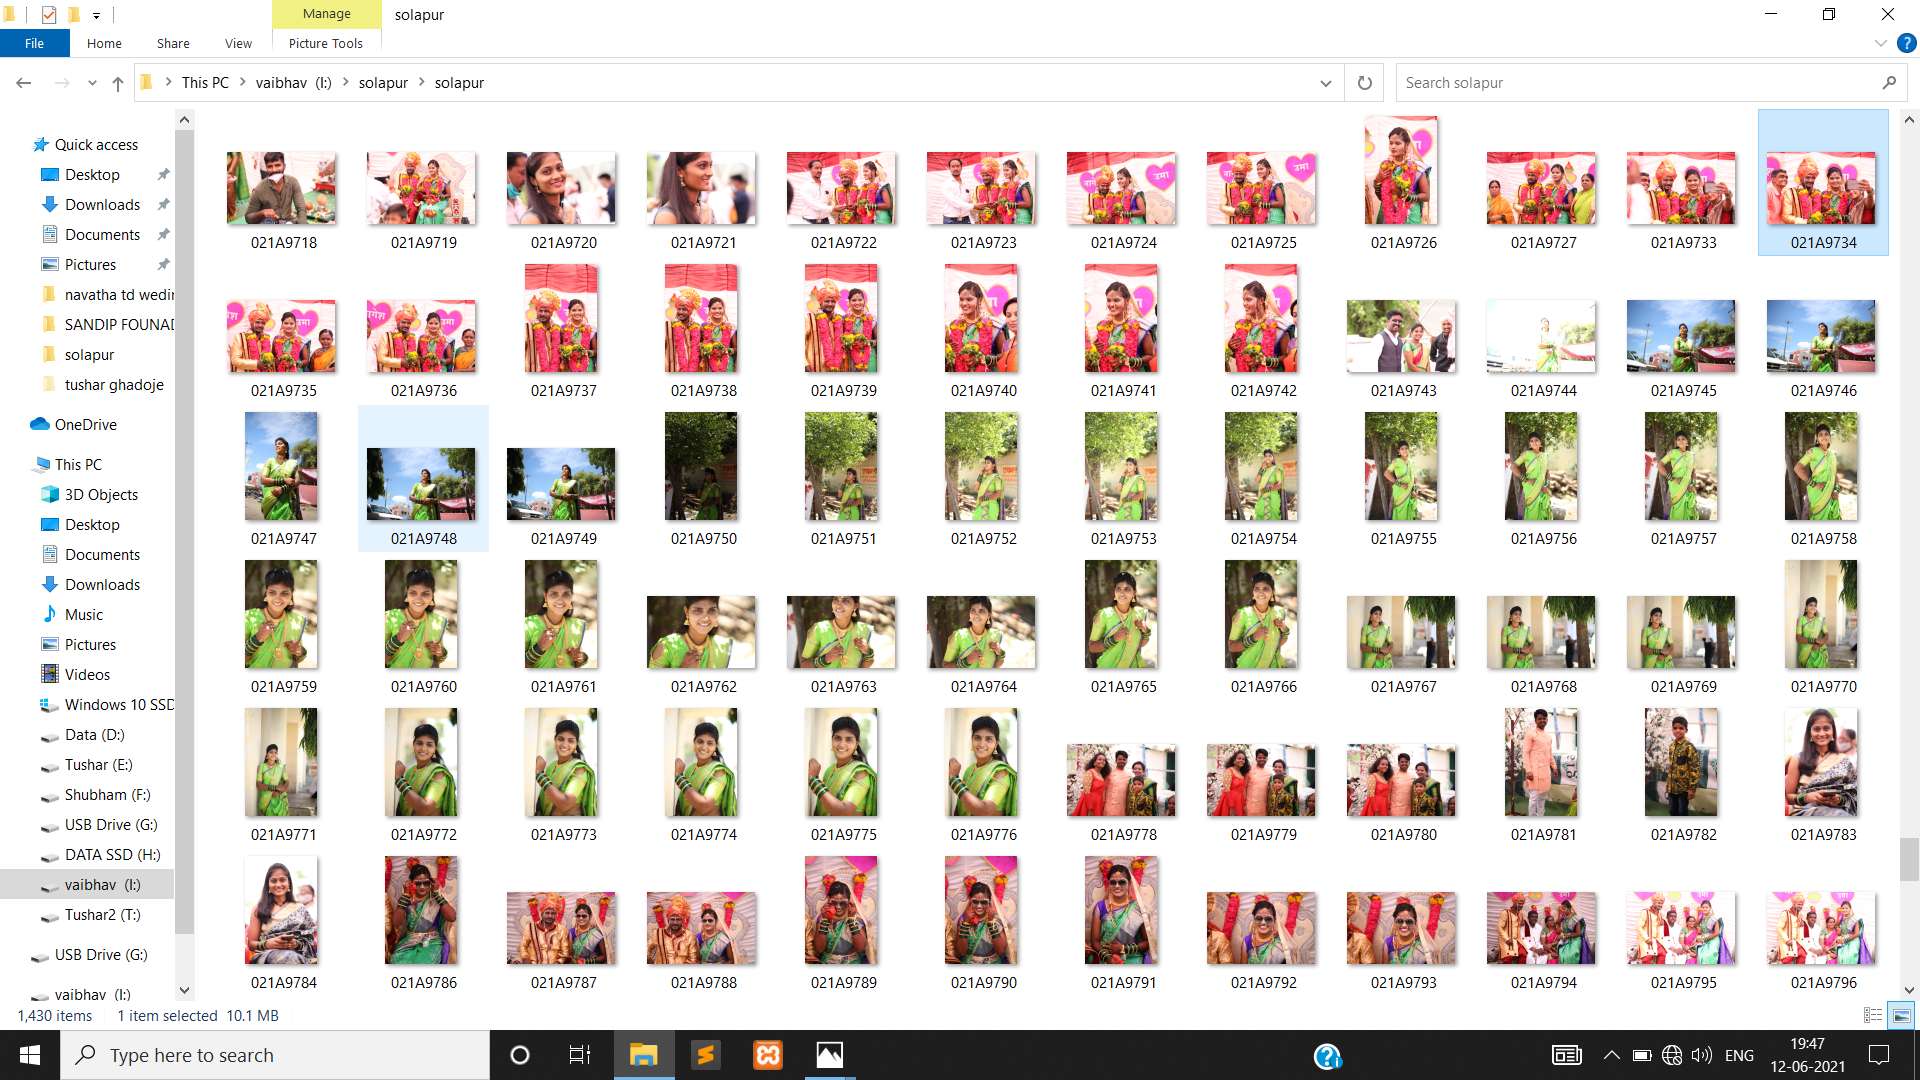 Manage
solapur
File
Home
Share
View
Picture Tools
This PC
vaibhav (I:)
solapur
solapur
Search solapur
Quick access
Desktop
Downloads
Documents
Pictures
navatha td wedin
SANDIP FOUNAD
solapur
tushar ghadoje
OneDrive
This PC
3D Objects
Desktop
Documents
Downloads
Music
Pictures
Videos
Windows 10 SSD
Data (D:)
Tushar (E:)
Shubham (F:)
USB Drive (G:)
DATA SSD (H:)
vaibhav (I:)
Tushar2 (T:)
USB Drive (G:)
vaibhav (I:)
021A9718 021A9719 021A9720 021A9721 021A9722 021A9723 021A9724 021A9725 021A9726 021A9727 021A9733 021A9734
021A9735 021A9736 021A9737 021A9738 021A9739 021A9740 021A9741 021A9742 021A9743 021A9744 021A9745 021A9746
021A9747 021A9748 021A9749 021A9750 021A9751 021A9752 021A9753 021A9754 021A9755 021A9756 021A9757 021A9758
021A9759 021A9760 021A9761 021A9762 021A9763 021A9764 021A9765 021A9766 021A9767 021A9768 021A9769 021A9770
021A9771 021A9772 021A9773 021A9774 021A9775 021A9776 021A9778 021A9779 021A9780 021A9781 021A9782 021A9783
021A9784 021A9786 021A9787 021A9788 021A9789 021A9790 021A9791 021A9792 021A9793 021A9794 021A9795 021A9796
1,430 items
1 item selected 10.1 MB
Type here to search
ENG
19:47
12-06-2021